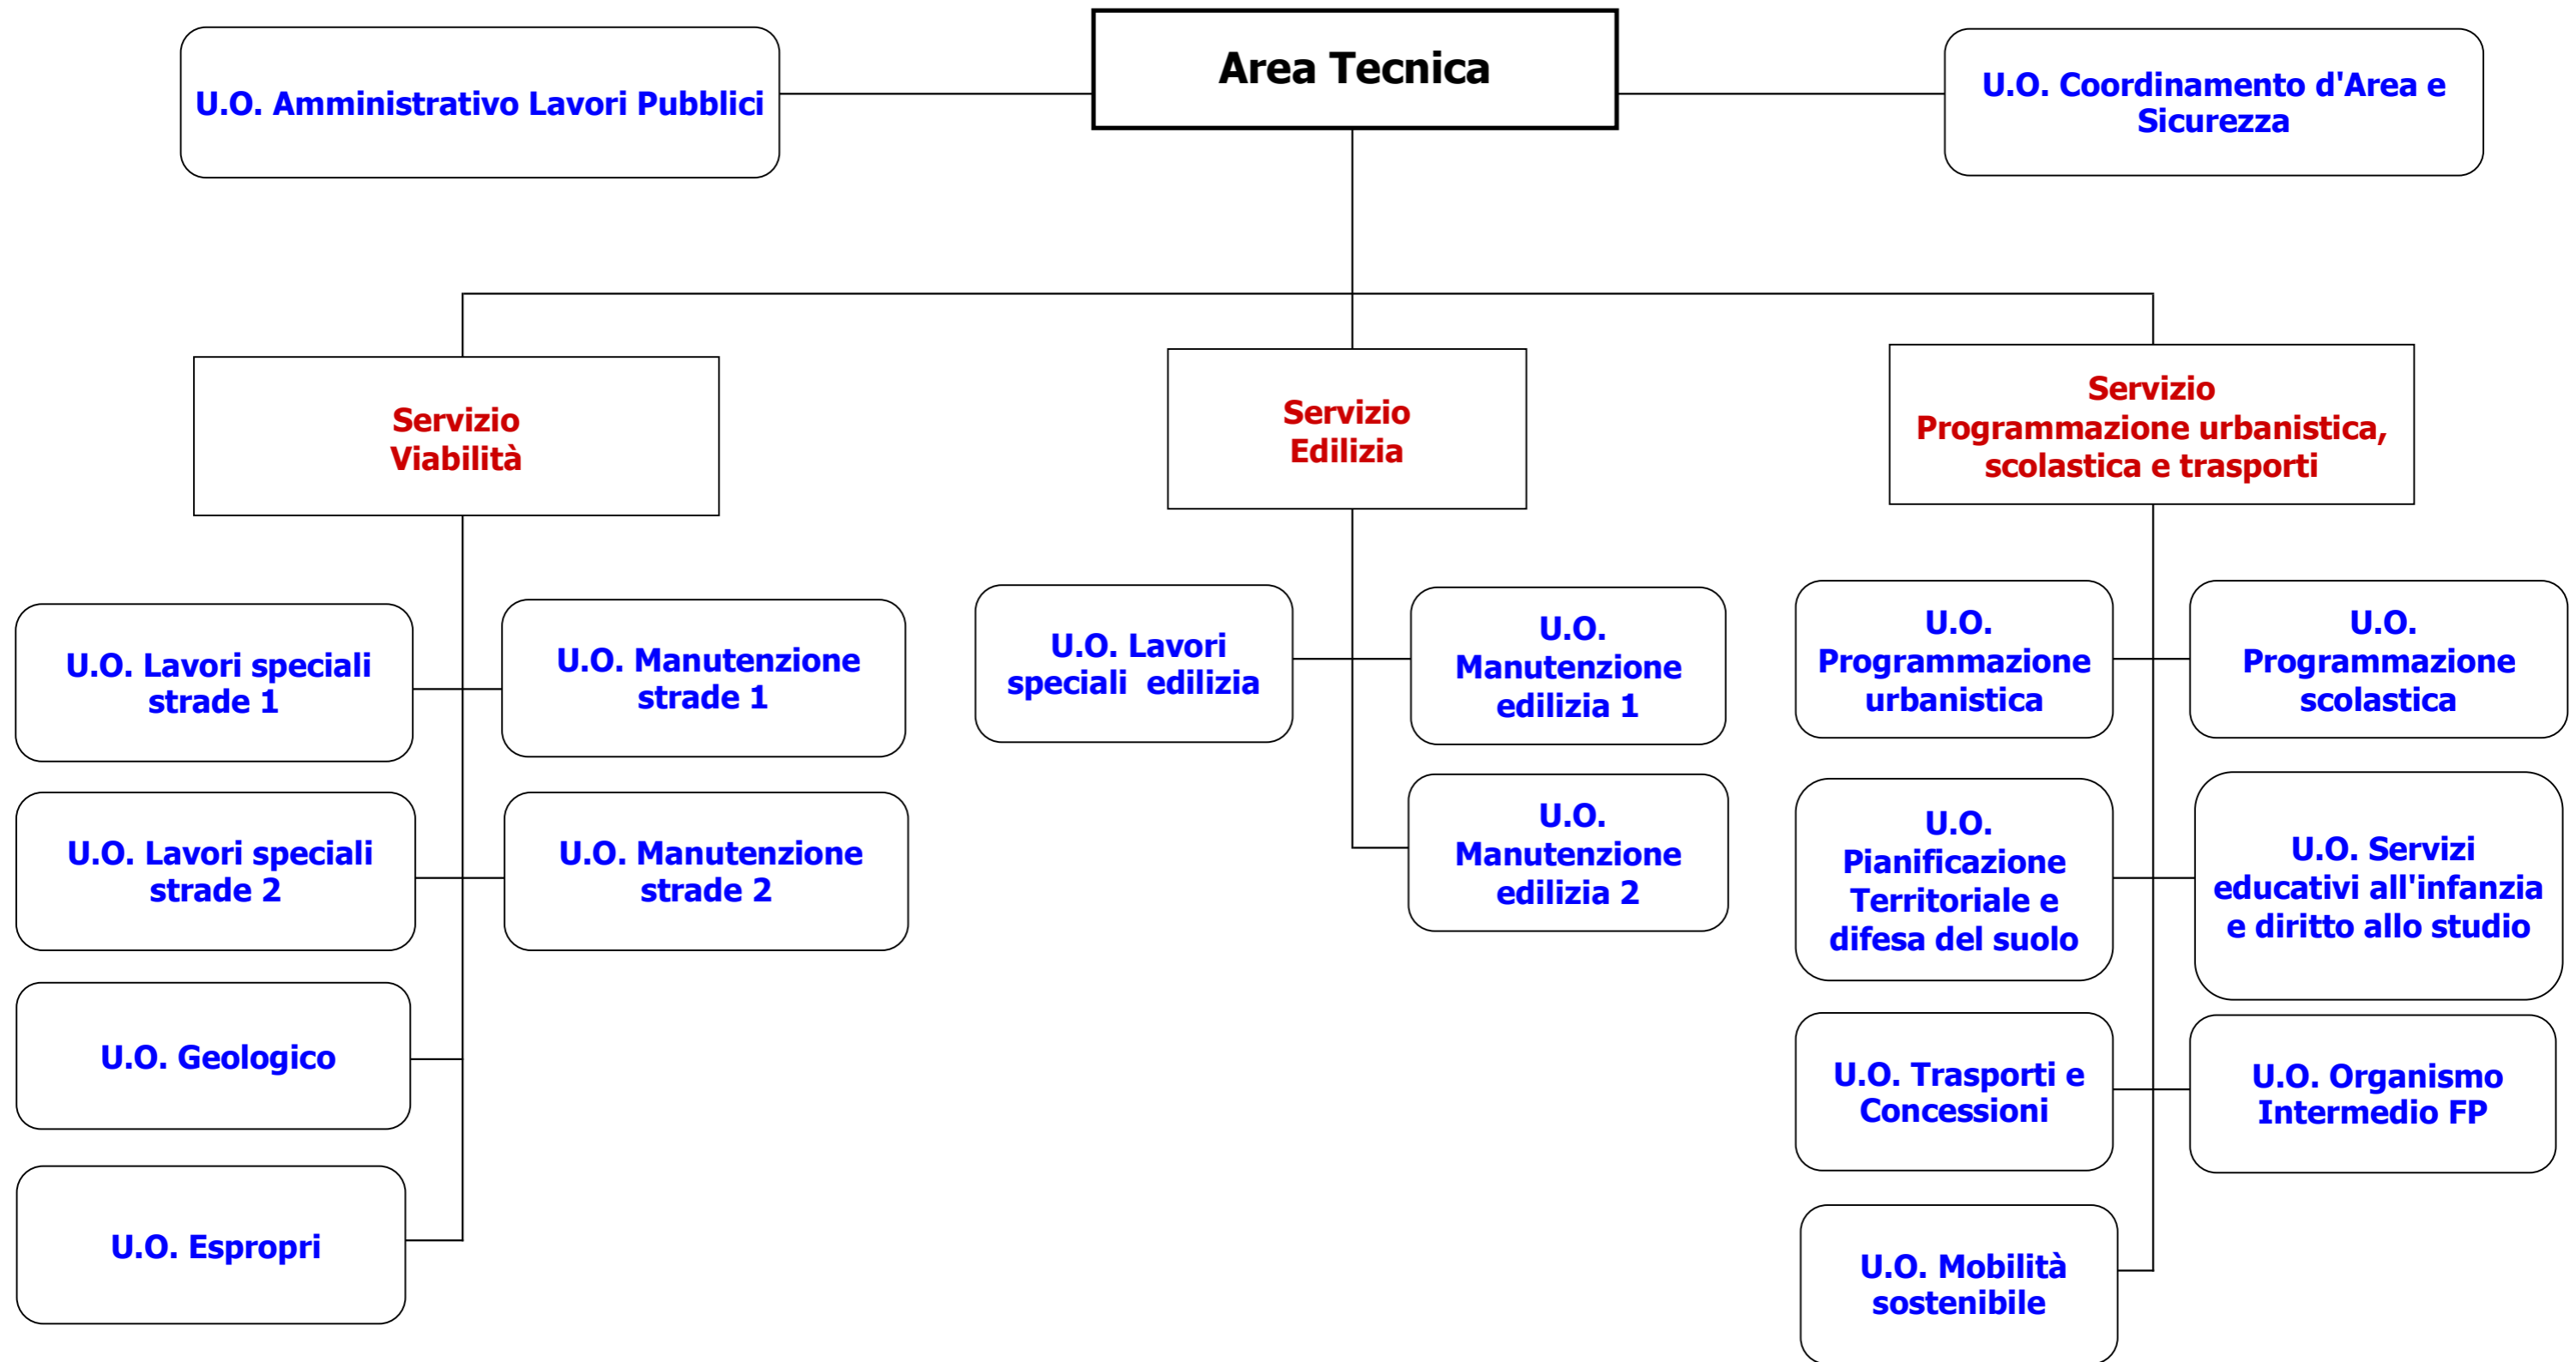 Area Tecnica
U.O. Amministrativo Lavori Pubblici
U.O. Coordinamento d'Area e
Sicurezza
Servizio
Viabilità
Servizio
Edilizia
Servizio
Programmazione urbanistica,
scolastica e trasporti
U.O. Lavori speciali
strade 1
U.O. Manutenzione
strade 1
U.O. Lavori speciali
strade 2
U.O. Manutenzione
strade 2
U.O. Geologico
U.O. Espropri
U.O. Lavori
speciali  edilizia
U.O.
Manutenzione
edilizia 1
U.O.
Manutenzione
edilizia 2
U.O.
Programmazione
urbanistica
U.O.
Programmazione
scolastica
U.O.
Pianificazione
Territoriale e
difesa del suolo
U.O. Servizi
educativi all'infanzia
e diritto allo studio
U.O. Trasporti e
Concessioni
U.O. Organismo
Intermedio FP
U.O. Mobilità
sostenibile